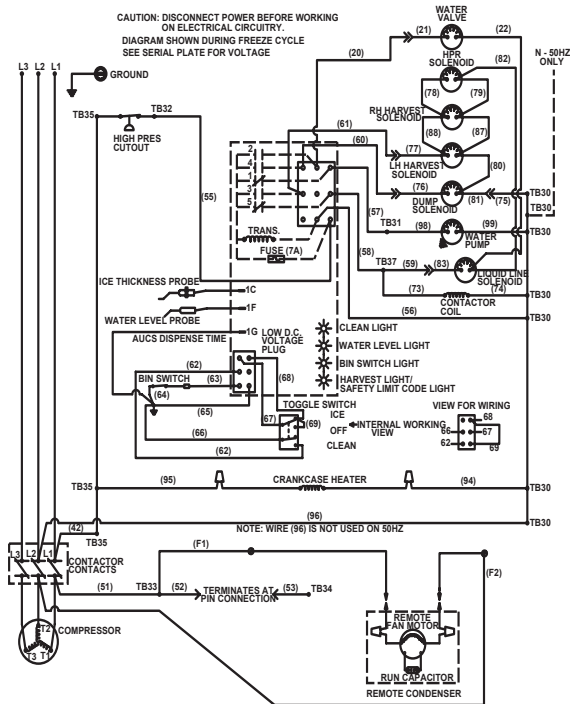 CAUTION: DISCONNECT POWER BEFORE WORKING
ON ELECTRICAL CIRCUITRY.
DIAGRAM SHOWN DURING FREEZE CYCLE
SEE SERIAL PLATE FOR VOLTAGE
WATER
VALVE
(21)
(22)
(20)
HPR
SOLENOID
(82)
N - 50HZ
ONLY
L3 L2 L1
GROUND
(78)
(79)
TB35
TB32
RH HARVEST
SOLENOID
HIGH PRES
CUTOUT
(61)
(60)
(88)
(87)
(77)
LH HARVEST
SOLENOID
(80)
2
4
1
3
5
(55)
(76)
DUMP
SOLENOID
(81)
(75)
TB30
TB30
(57)
TB31
(98)
(99)
WATER
PUMP
TB30
TRANS.
FUSE (7A)
(58)
TB37
(59)
(83)
LIQUID LINE
SOLENOID
(73)
(74)
CONTACTOR
COIL
TB30
ICE THICKNESS PROBE
1C
WATER LEVEL PROBE
1F
(56)
TB30
AUCS DISPENSE TIME
1G
LOW D.C.
VOLTAGE
PLUG
CLEAN LIGHT
WATER LEVEL LIGHT
BIN SWITCH LIGHT
HARVEST LIGHT/
SAFETY LIMIT CODE LIGHT
(62)
BIN SWITCH
(63)
(64)
(68)
(65)
(66)
(62)
(67)
TOGGLE SWITCH
ICE
(69)
OFF
INTERNAL WORKING
VIEW
CLEAN
VIEW FOR WIRING
68
66
67
62
69
TB35
(95)
CRANKCASE HEATER
(94)
TB30
(96)
TB30
NOTE: WIRE (96) IS NOT USED ON 50HZ
(42)
TB35
L3 L2 L1
CONTACTOR
CONTACTS
(F1)
(51)
TB33
(52)
TERMINATES AT
PIN CONNECTION
(53)
TB34
(F2)
T2
T3
T1
COMPRESSOR
REMOTE
FAN MOTOR
RUN CAPACITOR
REMOTE CONDENSER